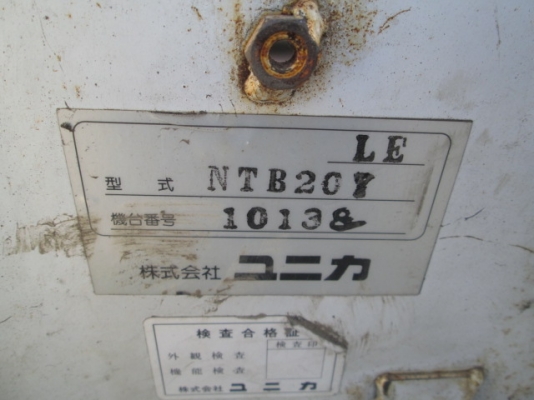 LE
型式 NTB207
機台番号 10138
株式会社 ユニカ
検査合格証
検査印
外観検査
機能検査
株式会社 ユニカ